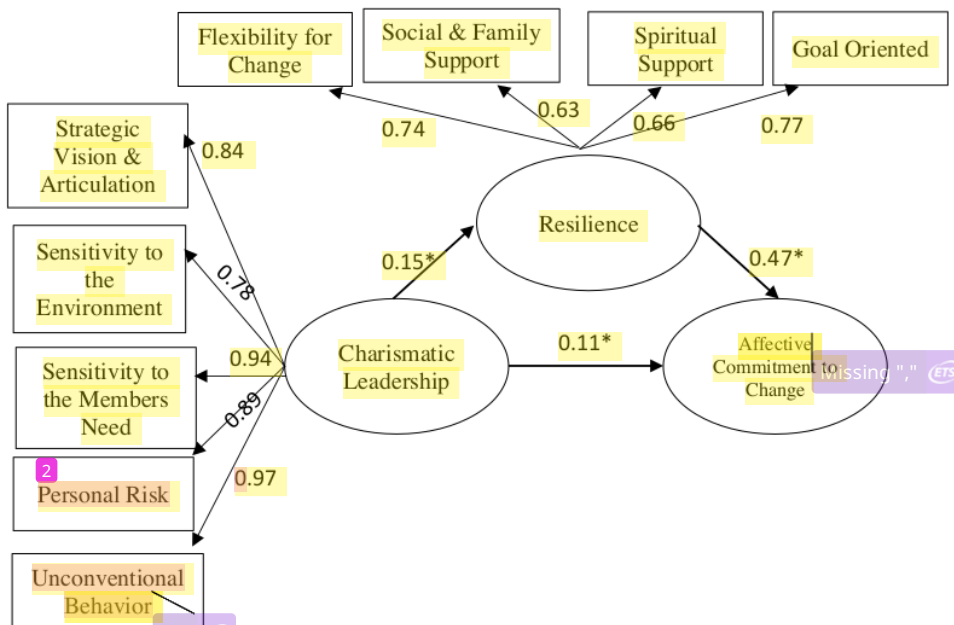 Flexibility for
Change
Social & Family
Support
Spiritual
Support
Goal Oriented
0.74
0.63
0.66
0.77
Strategic
Vision &
Articulation
0.84
Sensitivity to
the
Environment
0.78
Resilience
0.15*
0.47*
Sensitivity to
the Members
Need
0.94
0.89
Charismatic
Leadership
0.11*
Affective
Commitment to
Change
Missing "," ETS
2
Personal Risk
0.97
Unconventional
Behavior